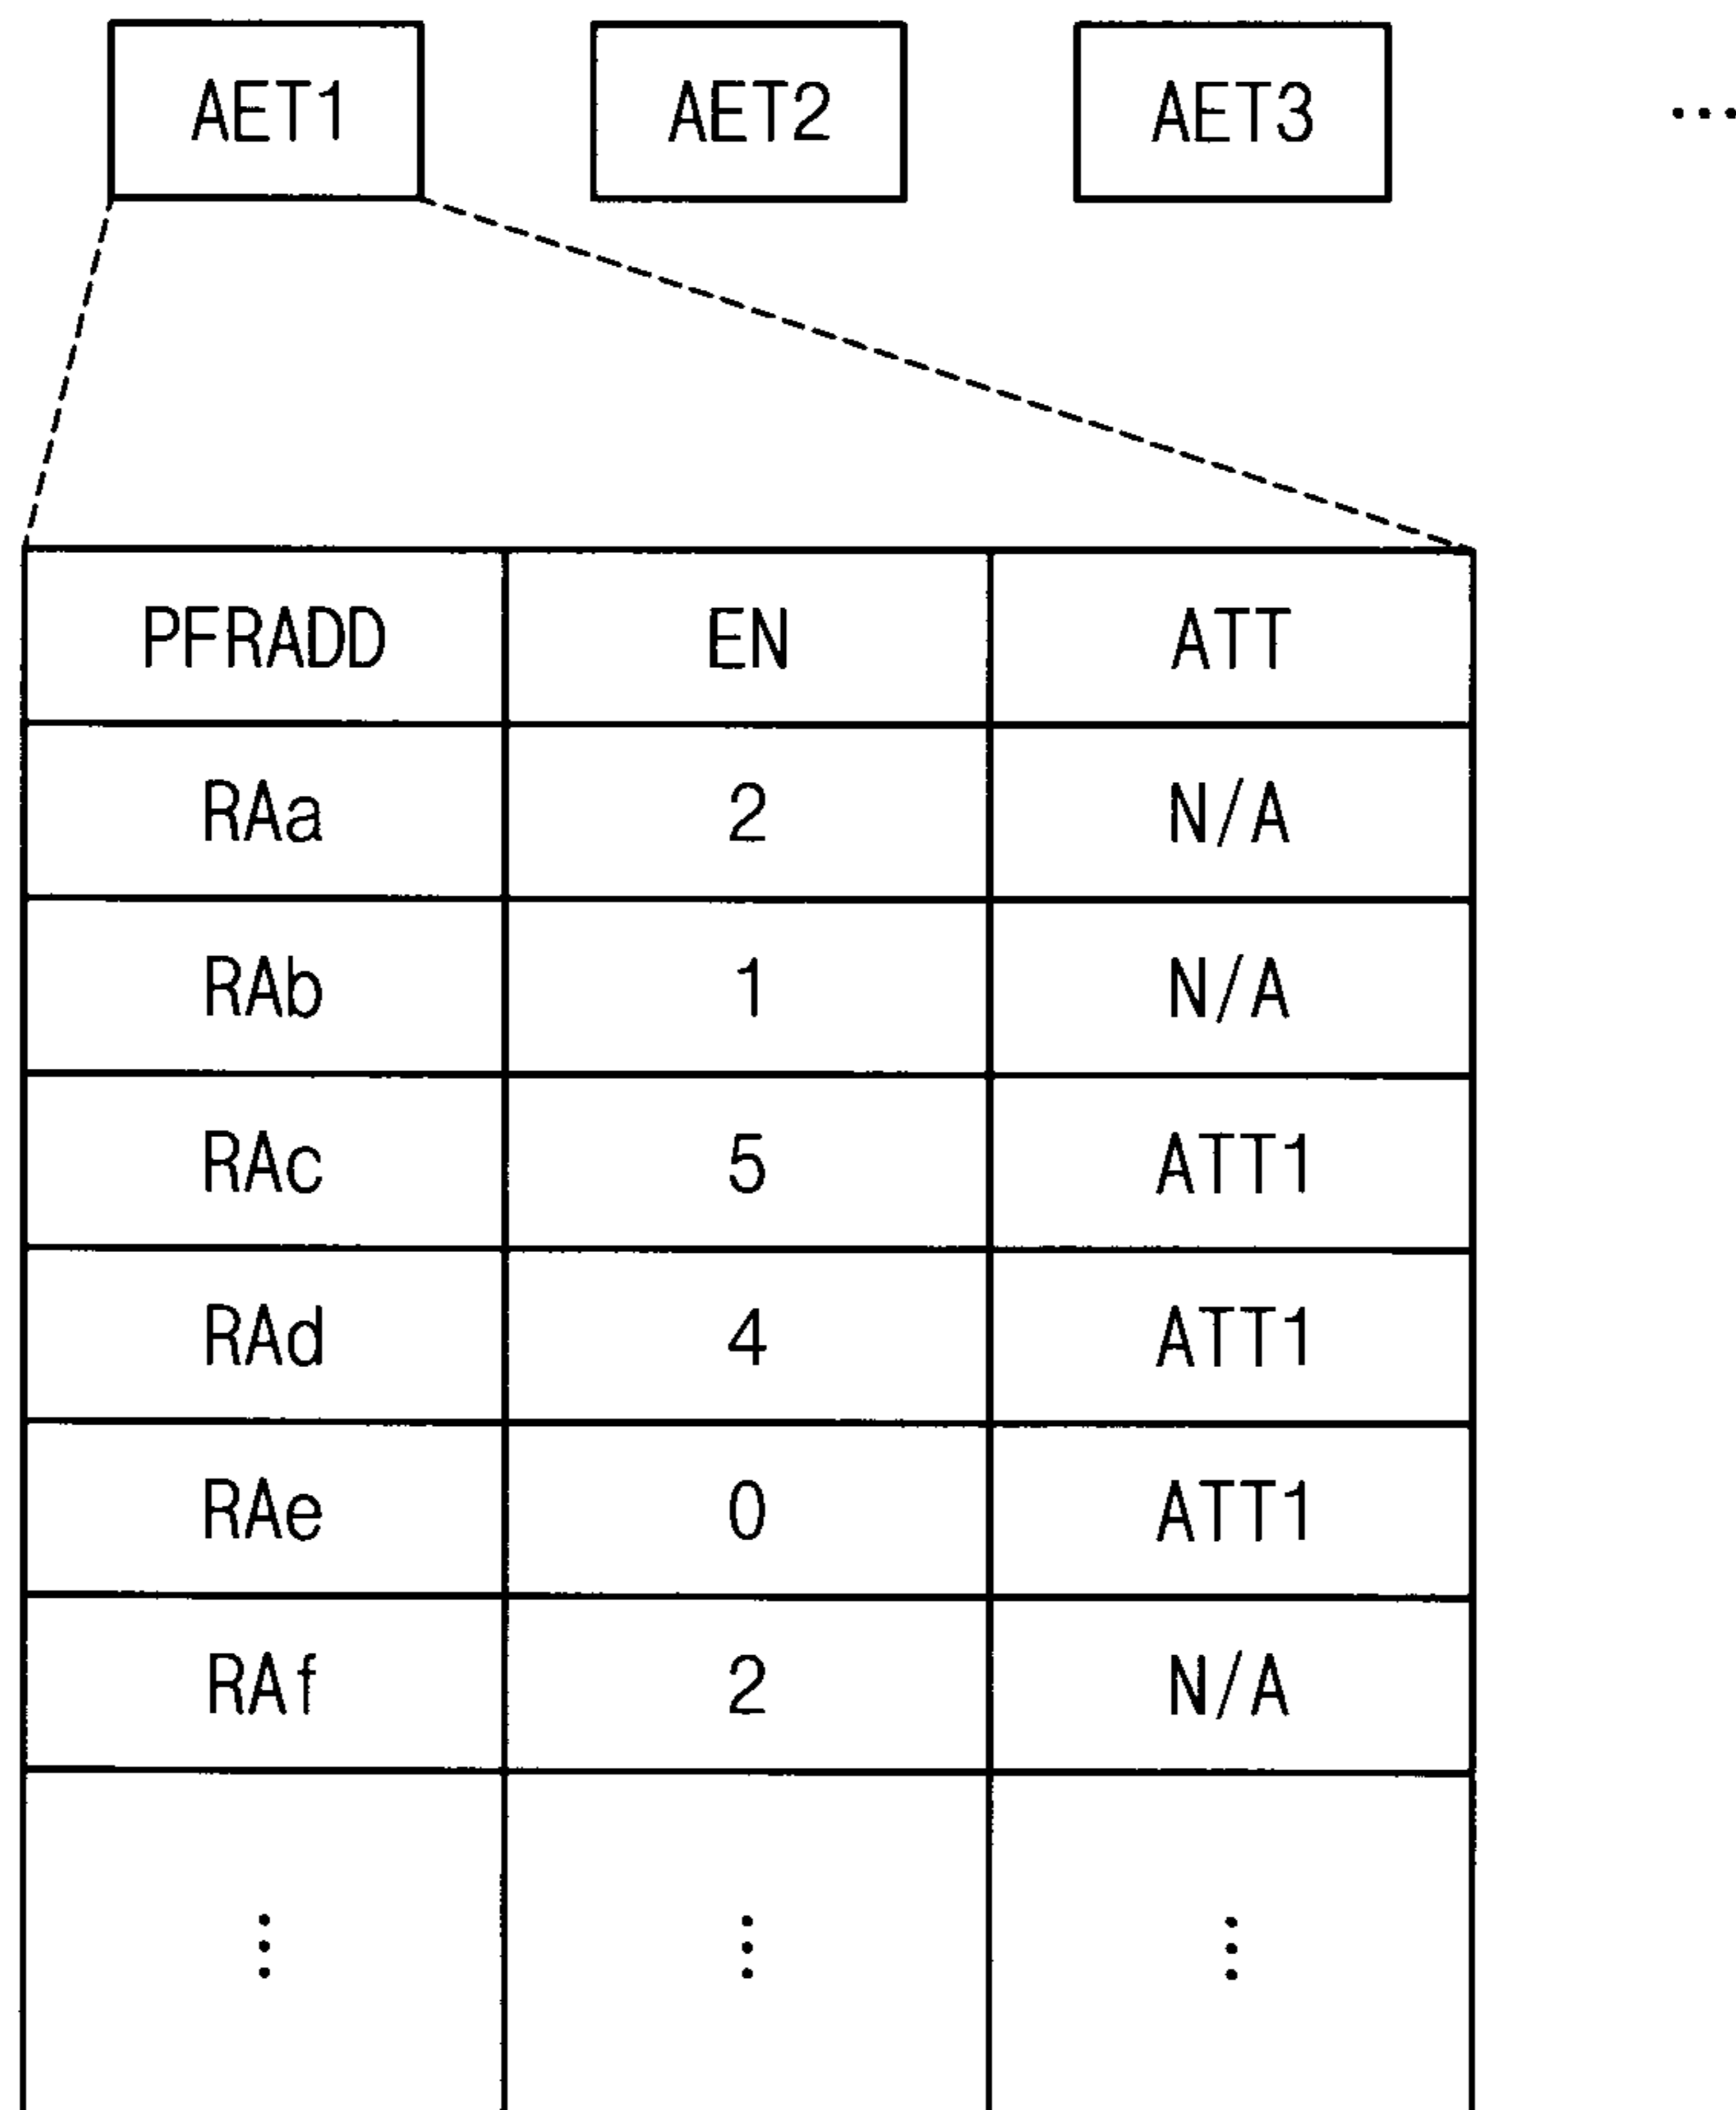 AET1 AET2 AET3 ...
PFRADD EN ATT
RAa 2 N/A
RAb 1 N/A
RAc 5 ATT1
RAd 4 ATT1
RAe 0 ATT1
RAf 2 N/A
⋮ ⋮ ⋮